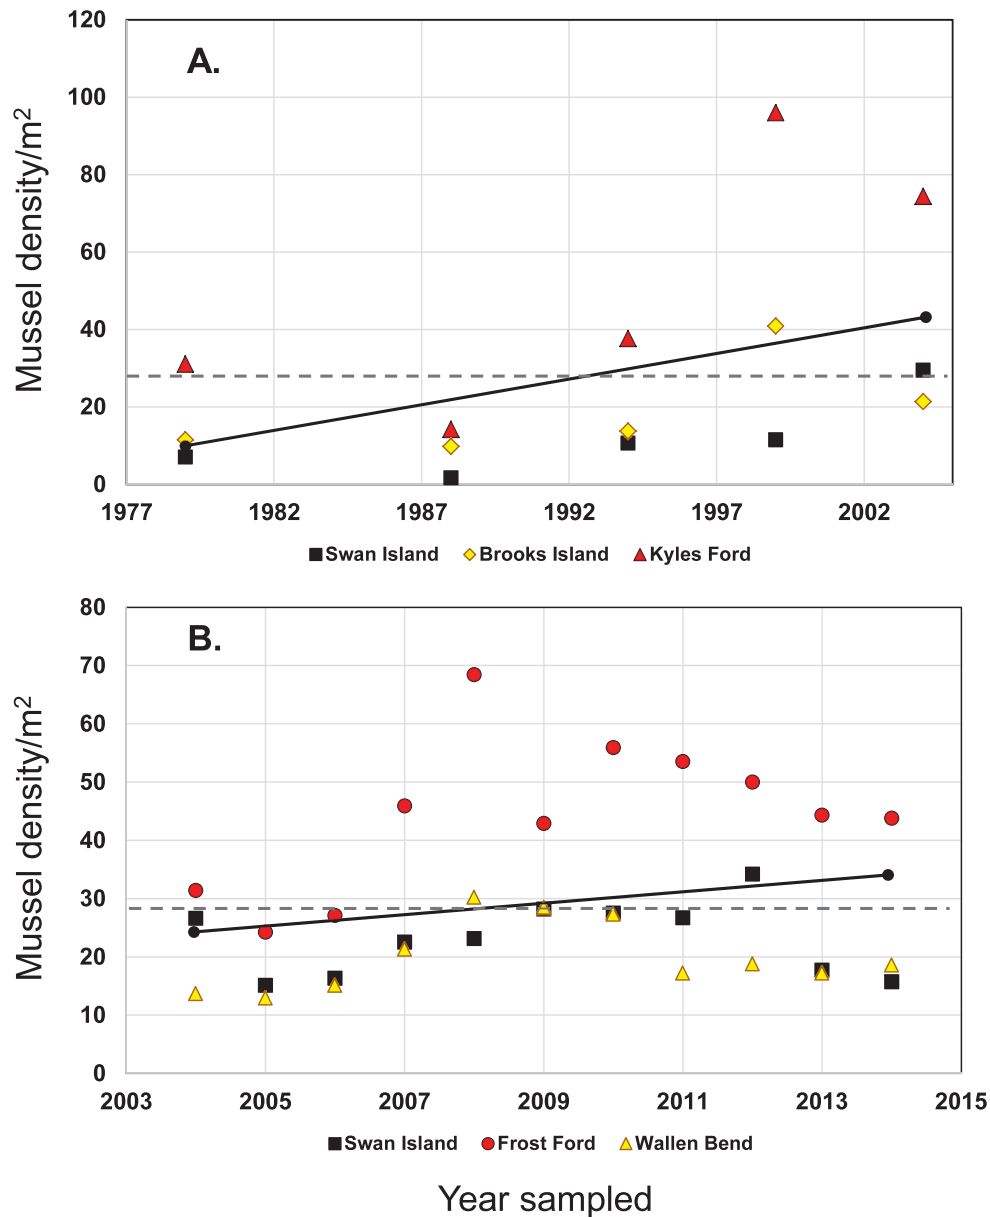 120
A.
100
80
60
40
20
0
Mussel density/m²
1977 1982 1987 1992 1997 2002
Swan Island Brooks Island Kyles Ford
80
B.
70
60
50
40
30
20
10
0
Mussel density/m²
2003 2005 2007 2009 2011 2013 2015
Swan Island Frost Ford Wallen Bend
Year sampled